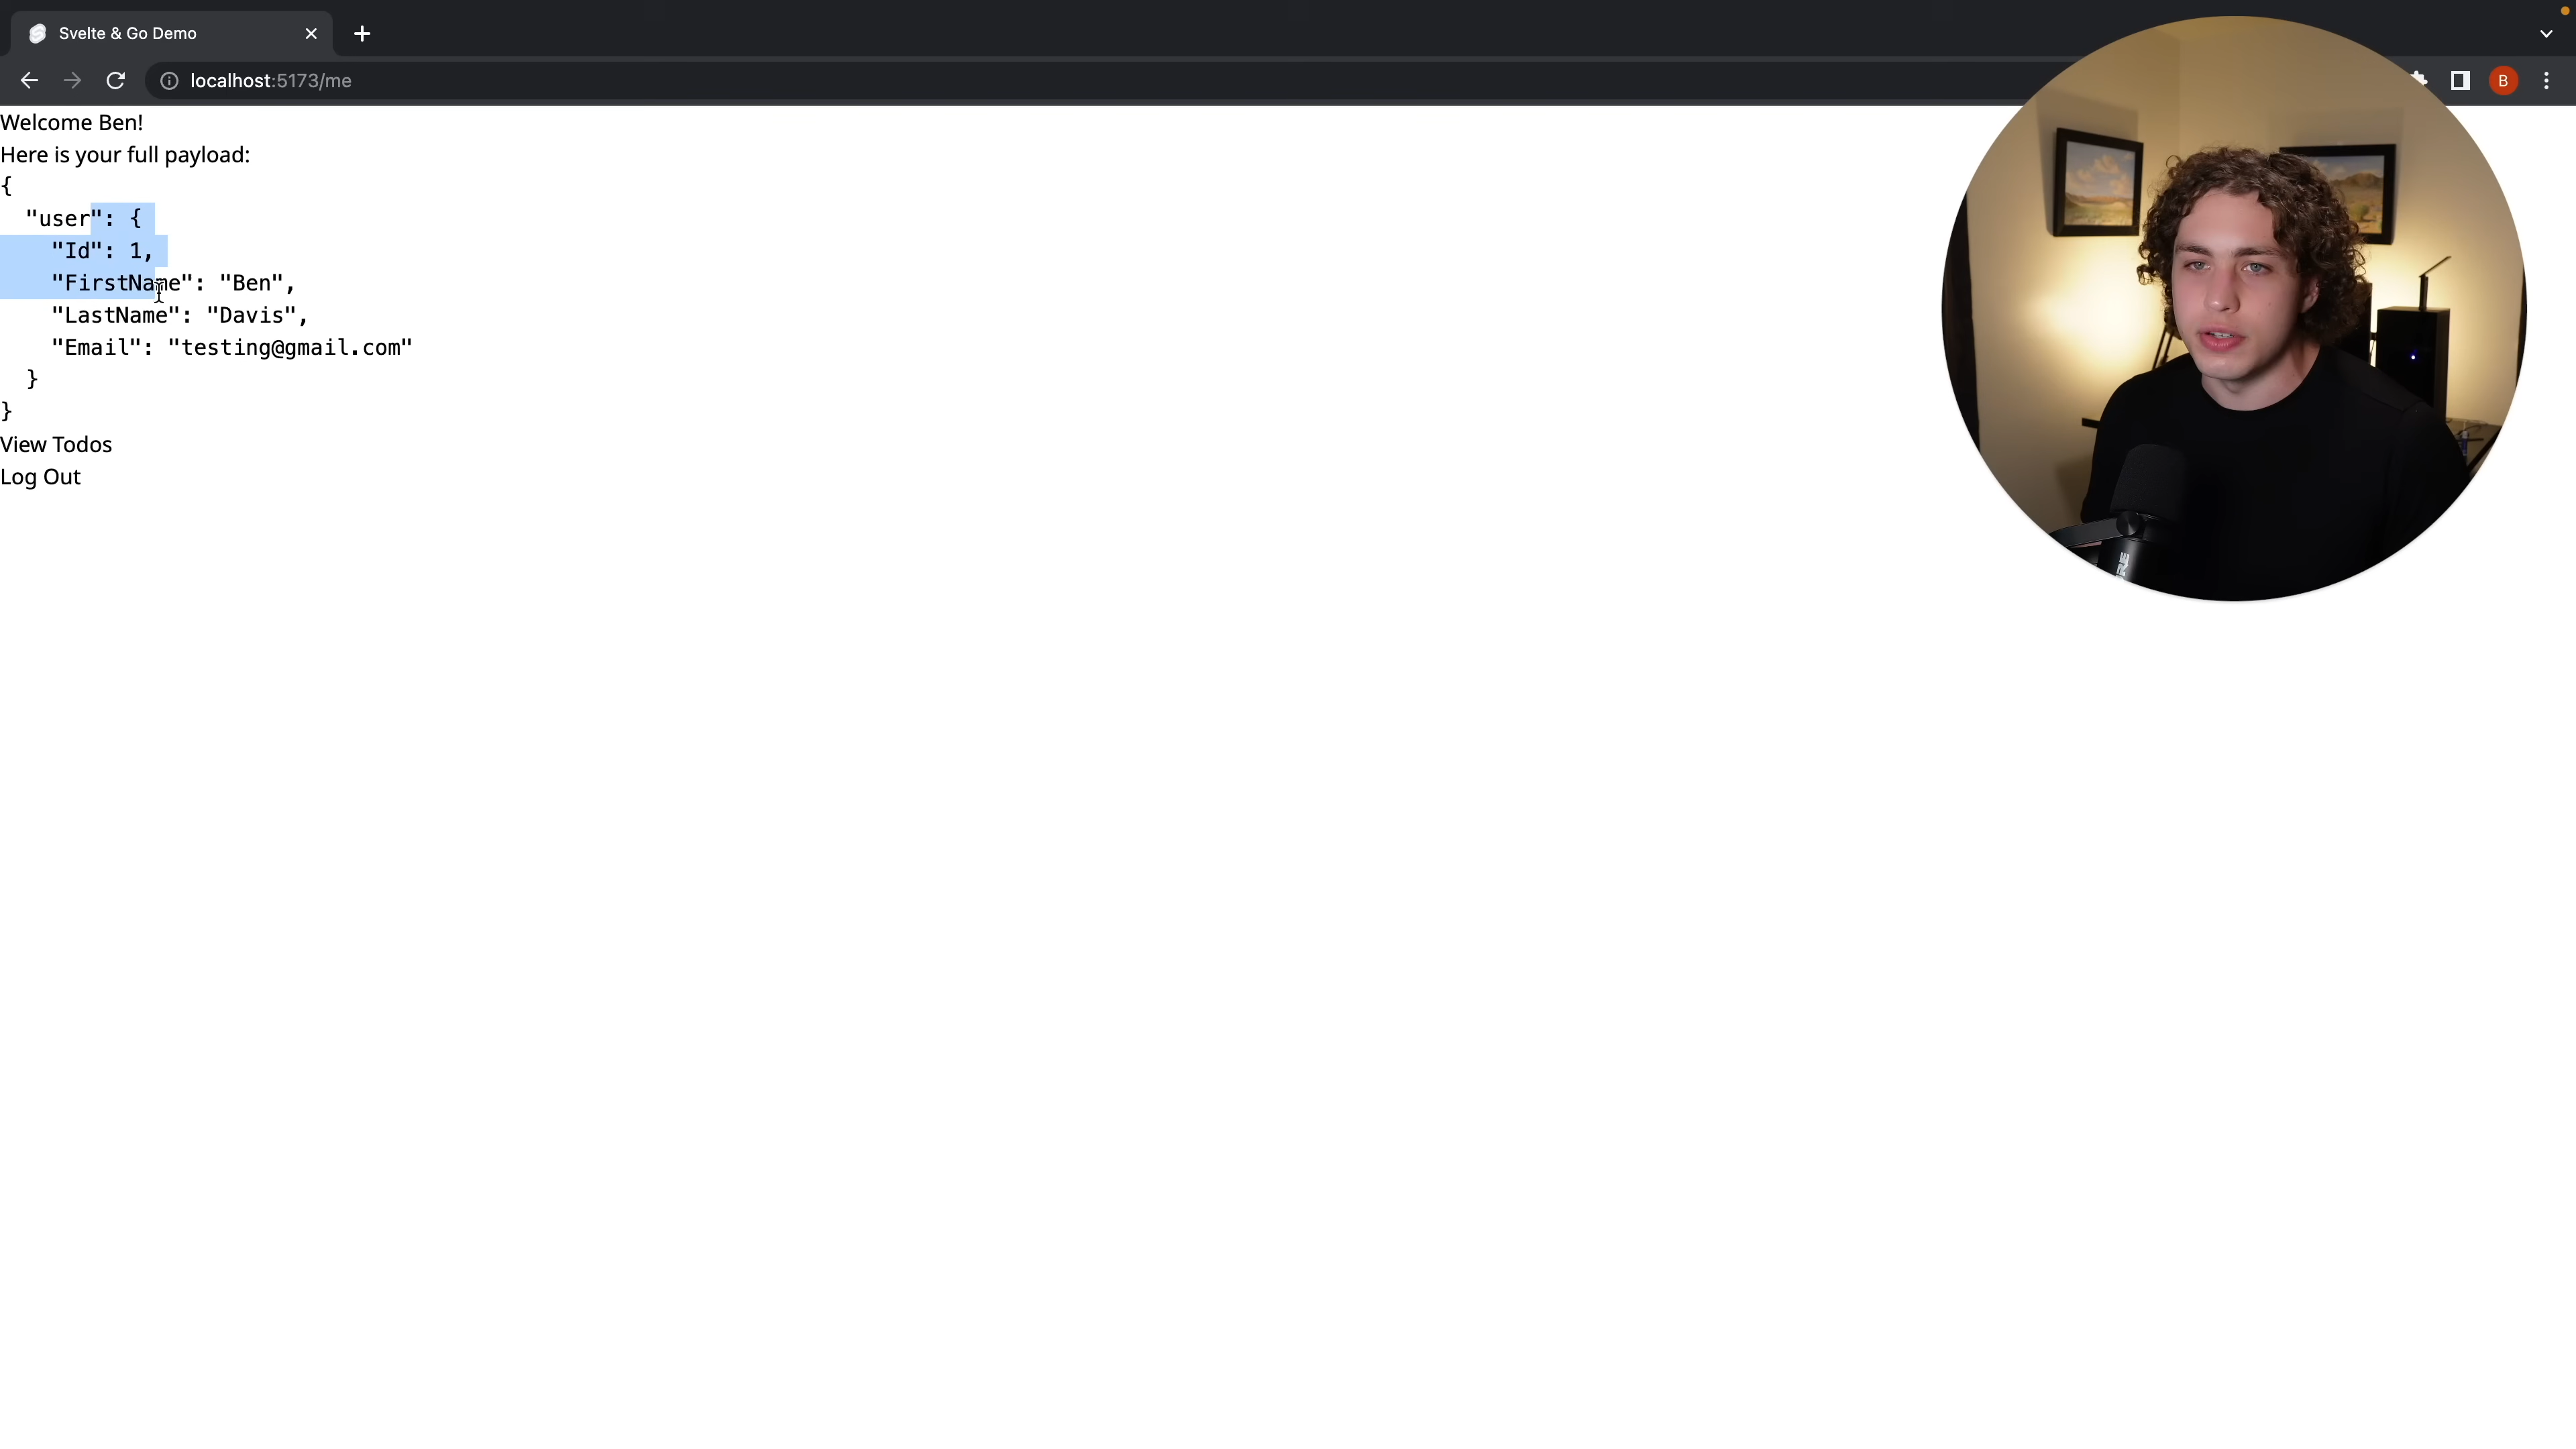 Svelte & Go Demo
localhost:5173/me
B
Welcome Ben!
Here is your full payload:
{
  "user": {
    "Id": 1,
    "FirstName": "Ben",
    "LastName": "Davis",
    "Email": "testing@gmail.com"
  }
}
View Todos
Log Out